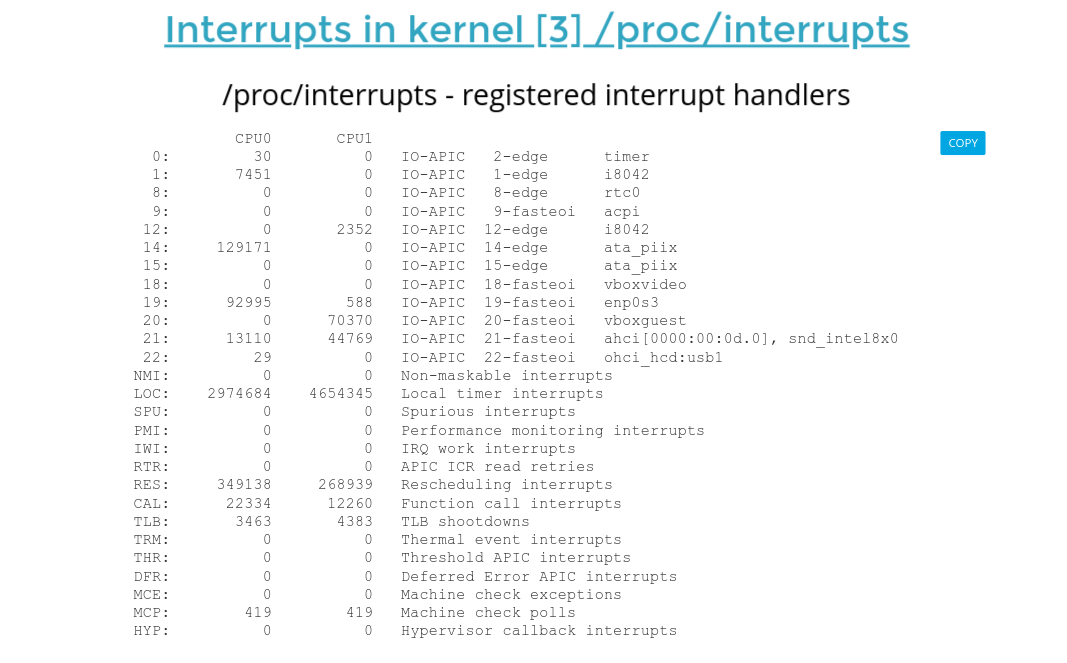 Interrupts in kernel [3] /proc/interrupts
/proc/interrupts - registered interrupt handlers
COPY
           CPU0       CPU1
  0:         30          0   IO-APIC   2-edge      timer
  1:       7451          0   IO-APIC   1-edge      i8042
  8:          0          0   IO-APIC   8-edge      rtc0
  9:          0          0   IO-APIC   9-fasteoi   acpi
 12:          0       2352   IO-APIC  12-edge      i8042
 14:     129171          0   IO-APIC  14-edge      ata_piix
 15:          0          0   IO-APIC  15-edge      ata_piix
 18:          0          0   IO-APIC  18-fasteoi   vboxvideo
 19:      92995        588   IO-APIC  19-fasteoi   enp0s3
 20:          0      70370   IO-APIC  20-fasteoi   vboxguest
 21:      13110      44769   IO-APIC  21-fasteoi   ahci[0000:00:0d.0], snd_intel8x0
 22:         29          0   IO-APIC  22-fasteoi   ohci_hcd:usb1
NMI:          0          0   Non-maskable interrupts
LOC:    2974684    4654345   Local timer interrupts
SPU:          0          0   Spurious interrupts
PMI:          0          0   Performance monitoring interrupts
IWI:          0          0   IRQ work interrupts
RTR:          0          0   APIC ICR read retries
RES:     349138     268939   Rescheduling interrupts
CAL:      22334      12260   Function call interrupts
TLB:       3463       4383   TLB shootdowns
TRM:          0          0   Thermal event interrupts
THR:          0          0   Threshold APIC interrupts
DFR:          0          0   Deferred Error APIC interrupts
MCE:          0          0   Machine check exceptions
MCP:        419        419   Machine check polls
HYP:          0          0   Hypervisor callback interrupts